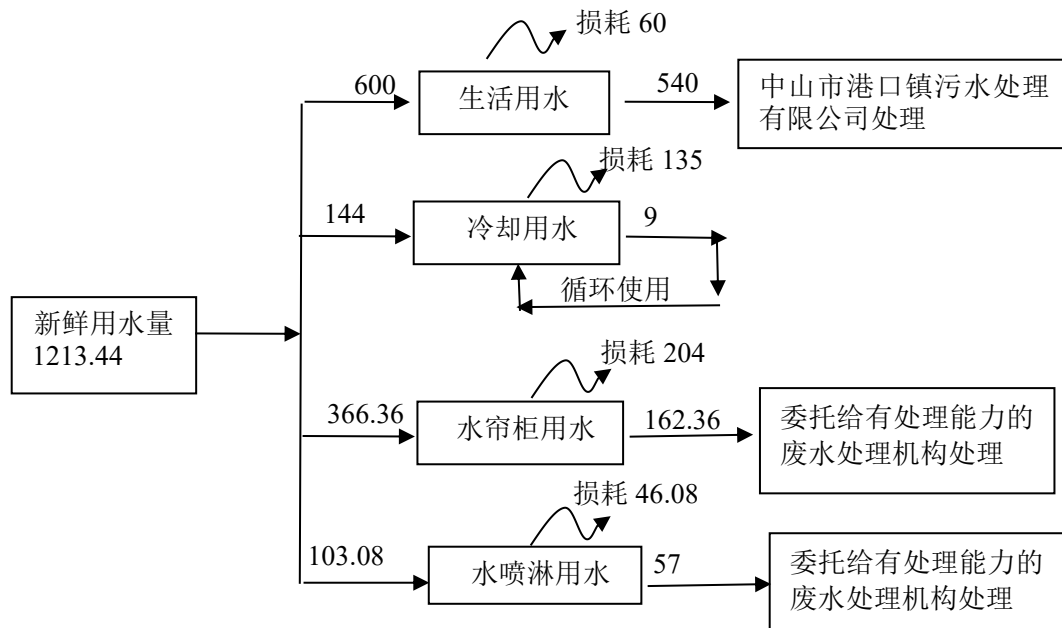 损耗 60
600
生活用水
540
中山市港口镇污水处理
有限公司处理
损耗 135
144
冷却用水
9
循环使用
新鲜用水量
1213.44
损耗 204
366.36
水帘柜用水
162.36
委托给有处理能力的
废水处理机构处理
损耗 46.08
103.08
水喷淋用水
57
委托给有处理能力的
废水处理机构处理